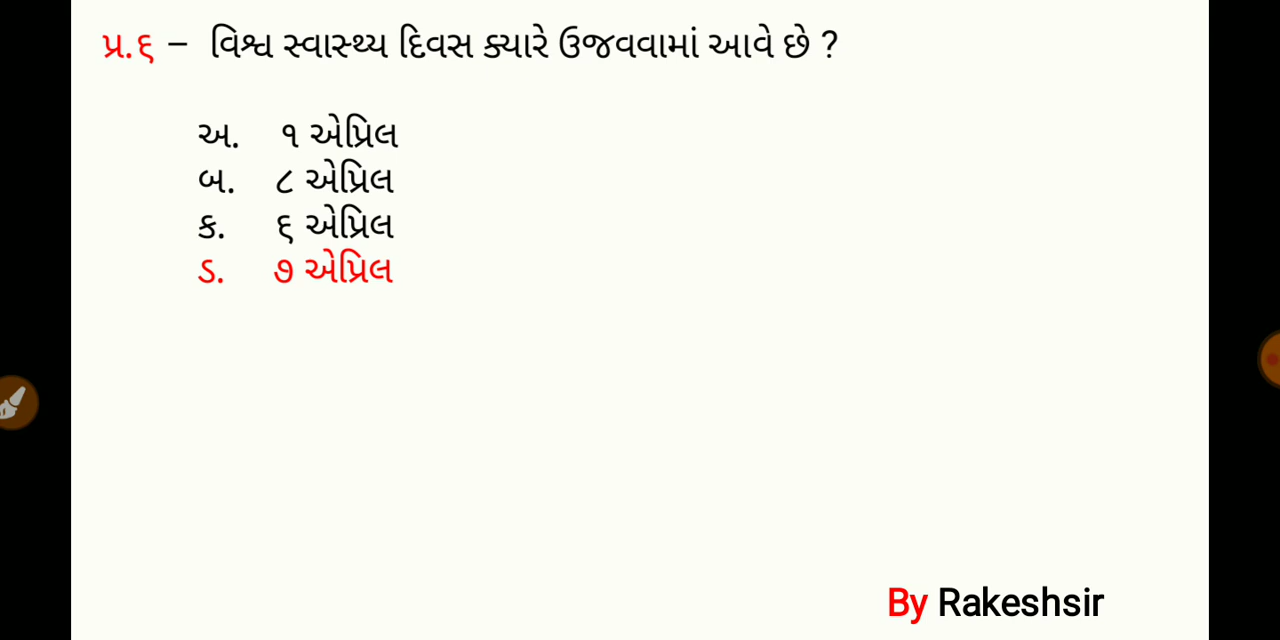 પ્ર.૬ – વિશ્વ સ્વાસ્થ્ય દિવસ ક્યારે ઉજવવામાં આવે છે ?
અ. ૧ એપ્રિલ
બ. ૮ એપ્રિલ
ક. ૬ એપ્રિલ
ડ. ૭ એપ્રિલ
By Rakeshsir